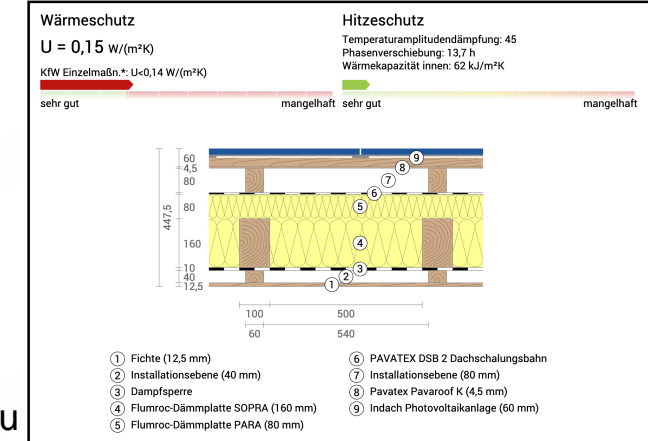 Wärmeschutz
U = 0,15 W/(m²K)
KfW Einzelmaßn.*: U<0,14 W/(m²K)
sehr gut mangelhaft
Hitzeschutz
Temperaturamplitudendämpfung: 45
Phasenverschiebung: 13,7 h
Wärmekapazität innen: 62 kJ/m²K
sehr gut mangelhaft
447,5
60
4,5
80
80
160
10
40
12,5
9
8
7
6
5
4
3
2
1
100 500
60 540
1 Fichte (12,5 mm)
2 Installationsebene (40 mm)
3 Dampfsperre
4 Flumroc-Dämmplatte SOPRA (160 mm)
5 Flumroc-Dämmplatte PARA (80 mm)
6 PAVATEX DSB 2 Dachschalungsbahn
7 Installationsebene (80 mm)
8 Pavatex Pavaroof K (4,5 mm)
9 Indach Photovoltaikanlage (60 mm)
u